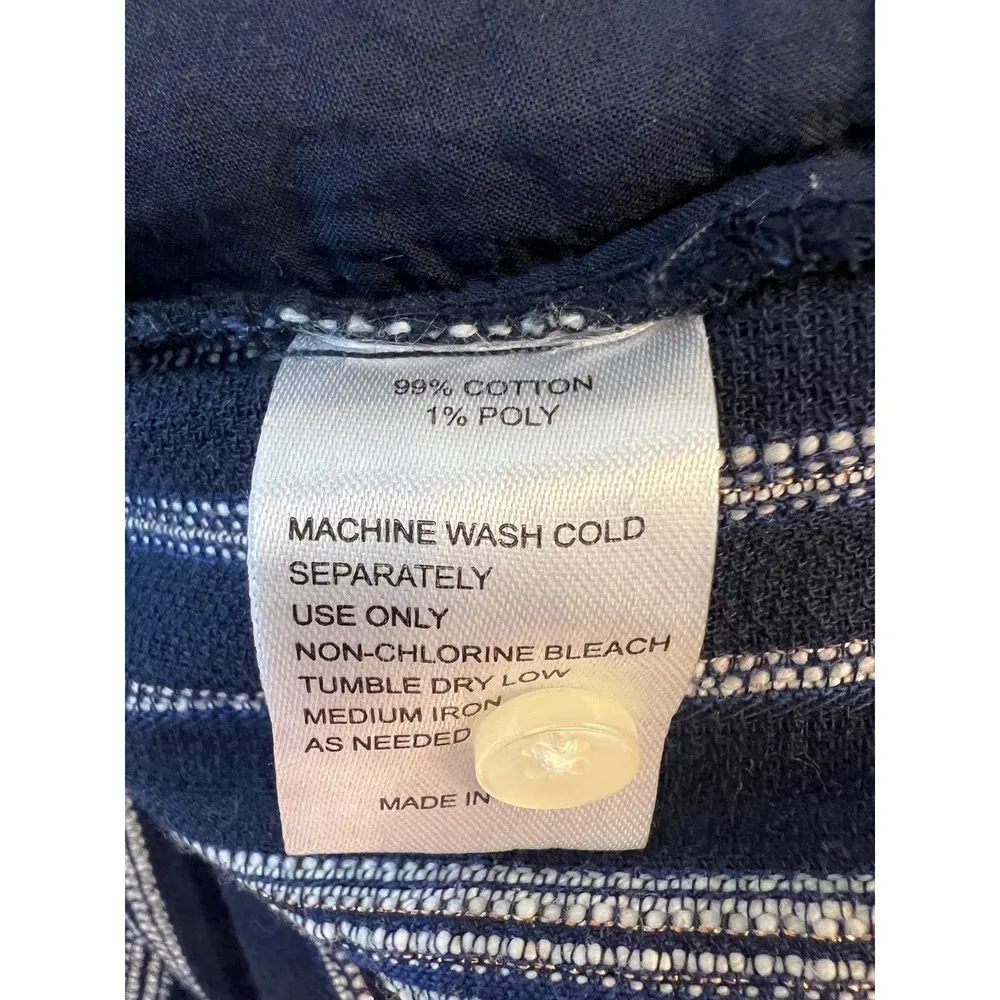 99% COTTON
1% POLY
MACHINE WASH COLD
SEPARATELY
USE ONLY
NON-CHLORINE BLEACH
TUMBLE DRY LOW
MEDIUM IRON
AS NEEDED
MADE IN